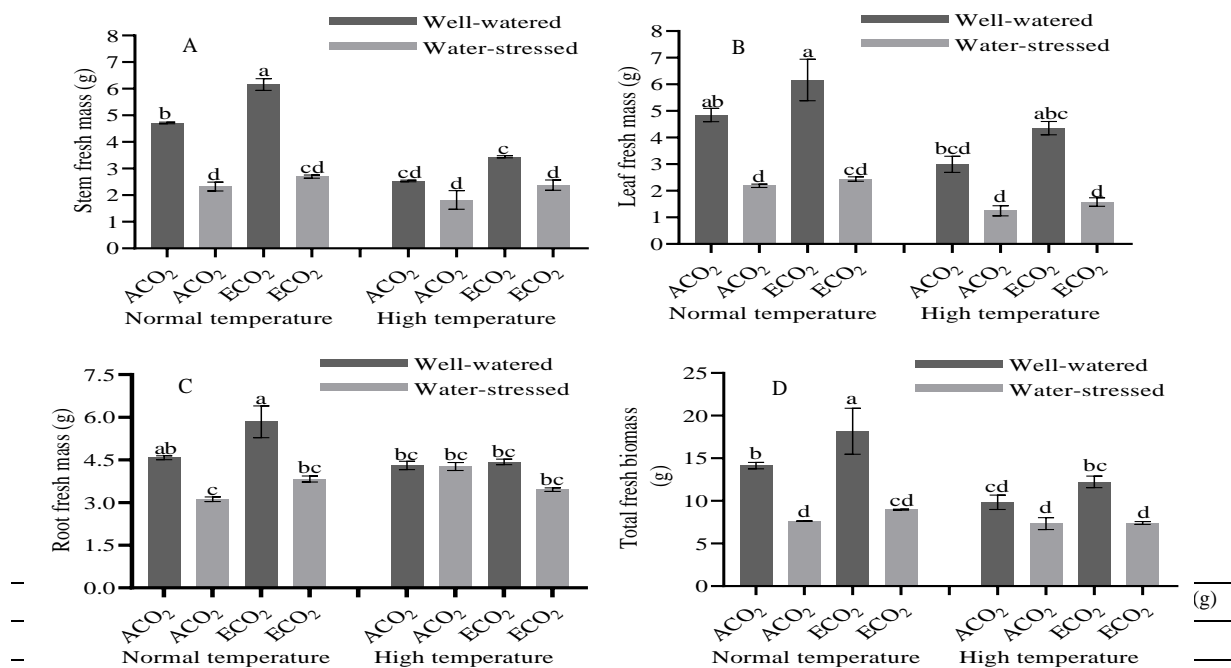 Well-watered
Water-stressed
A
Stem fresh mass (g)
8
7
6
5
4
3
2
1
0
b
d
a
cd
cd
d
c
d
ACO₂ ACO₂ ECO₂ ECO₂ ACO₂ ACO₂ ECO₂ ECO₂
Normal temperature High temperature
Well-watered
Water-stressed
B
Leaf fresh mass (g)
8
7
6
5
4
3
2
1
0
ab
d
a
cd
bcd
d
abc
d
ACO₂ ACO₂ ECO₂ ECO₂ ACO₂ ACO₂ ECO₂ ECO₂
Normal temperature High temperature
Well-watered
Water-stressed
C
Root fresh mass (g)
7.5
6.0
4.5
3.0
1.5
0.0
ab
c
a
bc
bc
bc
bc
bc
ACO₂ ACO₂ ECO₂ ECO₂ ACO₂ ACO₂ ECO₂ ECO₂
Normal temperature High temperature
Well-watered
Water-stressed
D
Total fresh biomass
(g)
25
20
15
10
5
0
b
d
a
cd
cd
d
bc
d
ACO₂ ACO₂ ECO₂ ECO₂ ACO₂ ACO₂ ECO₂ ECO₂
Normal temperature High temperature
(g)